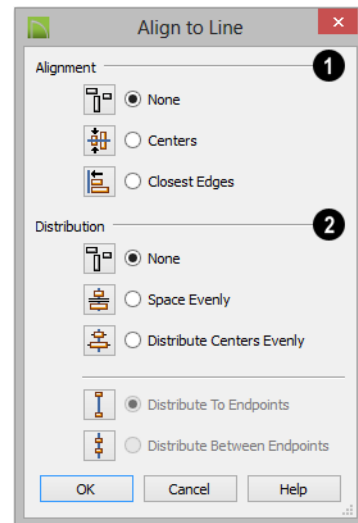 Align to Line
Alignment
1
None
Centers
Closest Edges
Distribution
2
None
Space Evenly
Distribute Centers Evenly
Distribute To Endpoints
Distribute Between Endpoints
OK Cancel Help